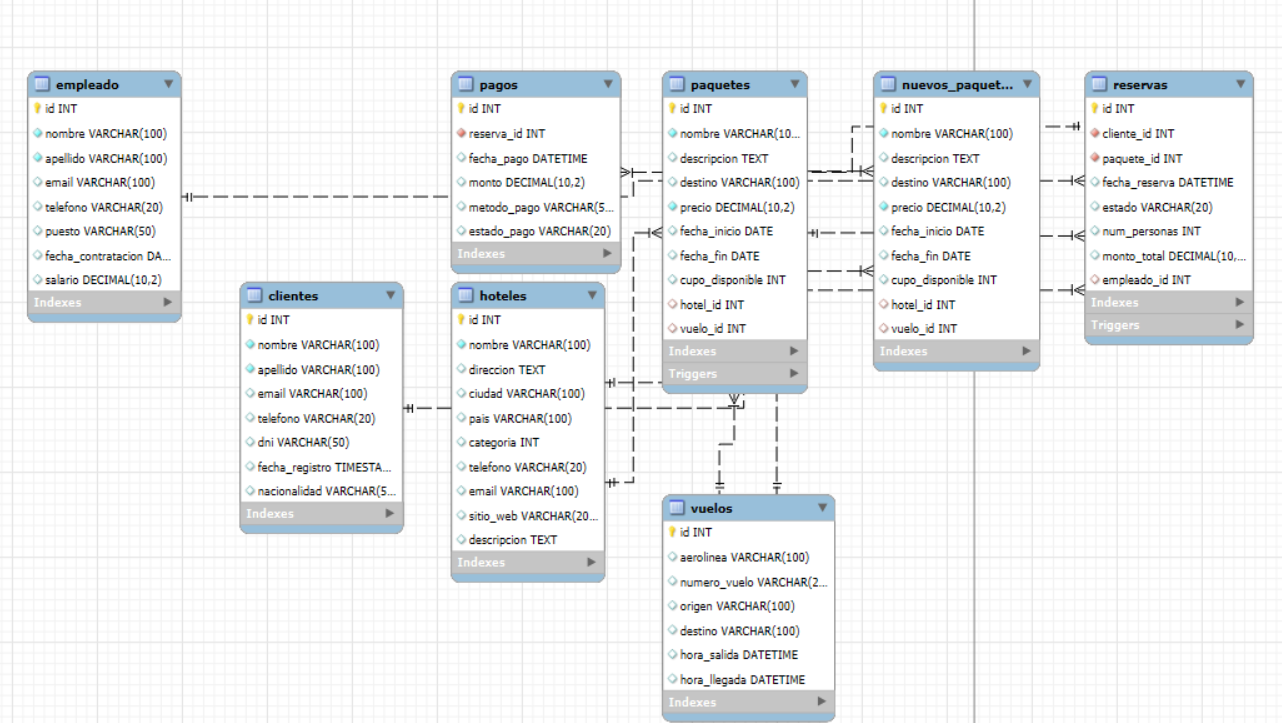 empleado
id INT
nombre VARCHAR(100)
apellido VARCHAR(100)
email VARCHAR(100)
telefono VARCHAR(20)
puesto VARCHAR(50)
fecha_contratacion DA...
salario DECIMAL(10,2)
Indexes
clientes
id INT
nombre VARCHAR(100)
apellido VARCHAR(100)
email VARCHAR(100)
telefono VARCHAR(20)
dni VARCHAR(50)
fecha_registro TIMESTA...
nacionalidad VARCHAR(5...
Indexes
pagos
id INT
reserva_id INT
fecha_pago DATETIME
monto DECIMAL(10,2)
metodo_pago VARCHAR(5...
estado_pago VARCHAR(20)
Indexes
hoteles
id INT
nombre VARCHAR(100)
direccion TEXT
ciudad VARCHAR(100)
pais VARCHAR(100)
categoria INT
telefono VARCHAR(20)
email VARCHAR(100)
sitio_web VARCHAR(20...
descripcion TEXT
Indexes
paquetes
id INT
nombre VARCHAR(10...
descripcion TEXT
destino VARCHAR(100)
precio DECIMAL(10,2)
fecha_inicio DATE
fecha_fin DATE
cupo_disponible INT
hotel_id INT
vuelo_id INT
Indexes
Triggers
vuelos
id INT
aerolinea VARCHAR(100)
numero_vuelo VARCHAR(2...
origen VARCHAR(100)
destino VARCHAR(100)
hora_salida DATETIME
hora_llegada DATETIME
Indexes
nuevos_paquet...
id INT
nombre VARCHAR(100)
descripcion TEXT
destino VARCHAR(100)
precio DECIMAL(10,2)
fecha_inicio DATE
fecha_fin DATE
cupo_disponible INT
hotel_id INT
vuelo_id INT
Indexes
reservas
id INT
cliente_id INT
paquete_id INT
fecha_reserva DATETIME
estado VARCHAR(20)
num_personas INT
monto_total DECIMAL(10,...
empleado_id INT
Indexes
Triggers